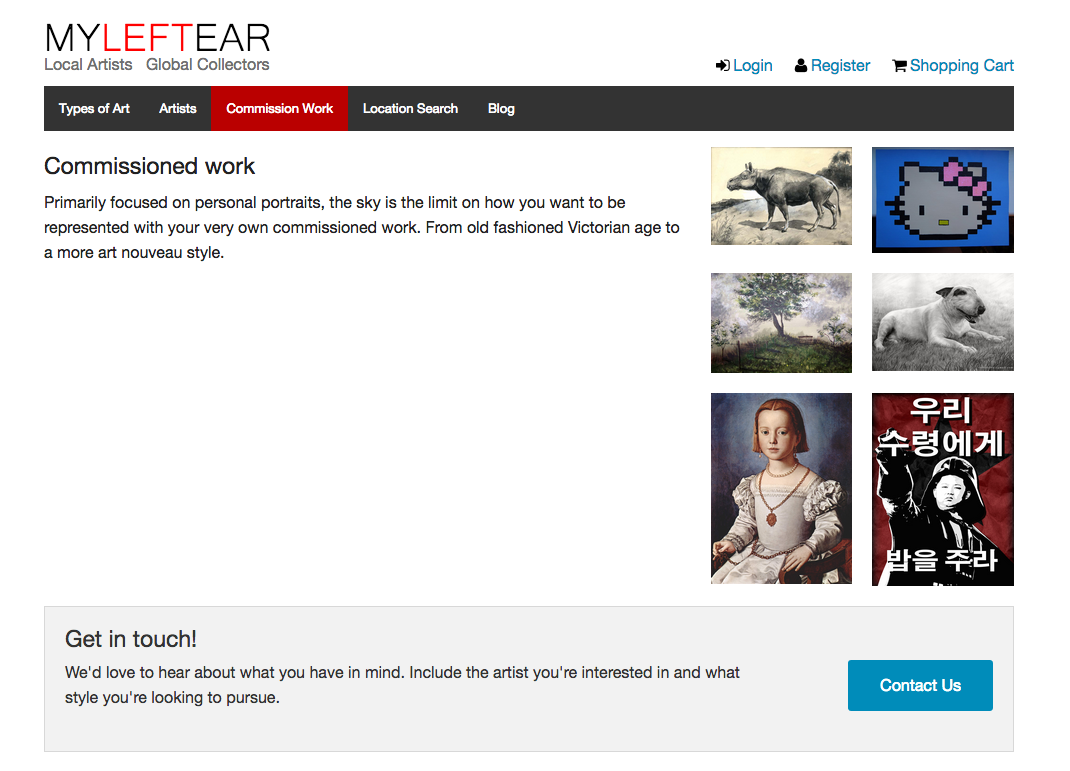 MYLEFTEAR
Local Artists Global Collectors
Login Register Shopping Cart
Types of Art Artists Commission Work Location Search Blog
Commissioned work
Primarily focused on personal portraits, the sky is the limit on how you want to be
represented with your very own commissioned work. From old fashioned Victorian age to
a more art nouveau style.
우리
수령에게
밥을 주라
Get in touch!
We'd love to hear about what you have in mind. Include the artist you're interested in and what
style you're looking to pursue.
Contact Us